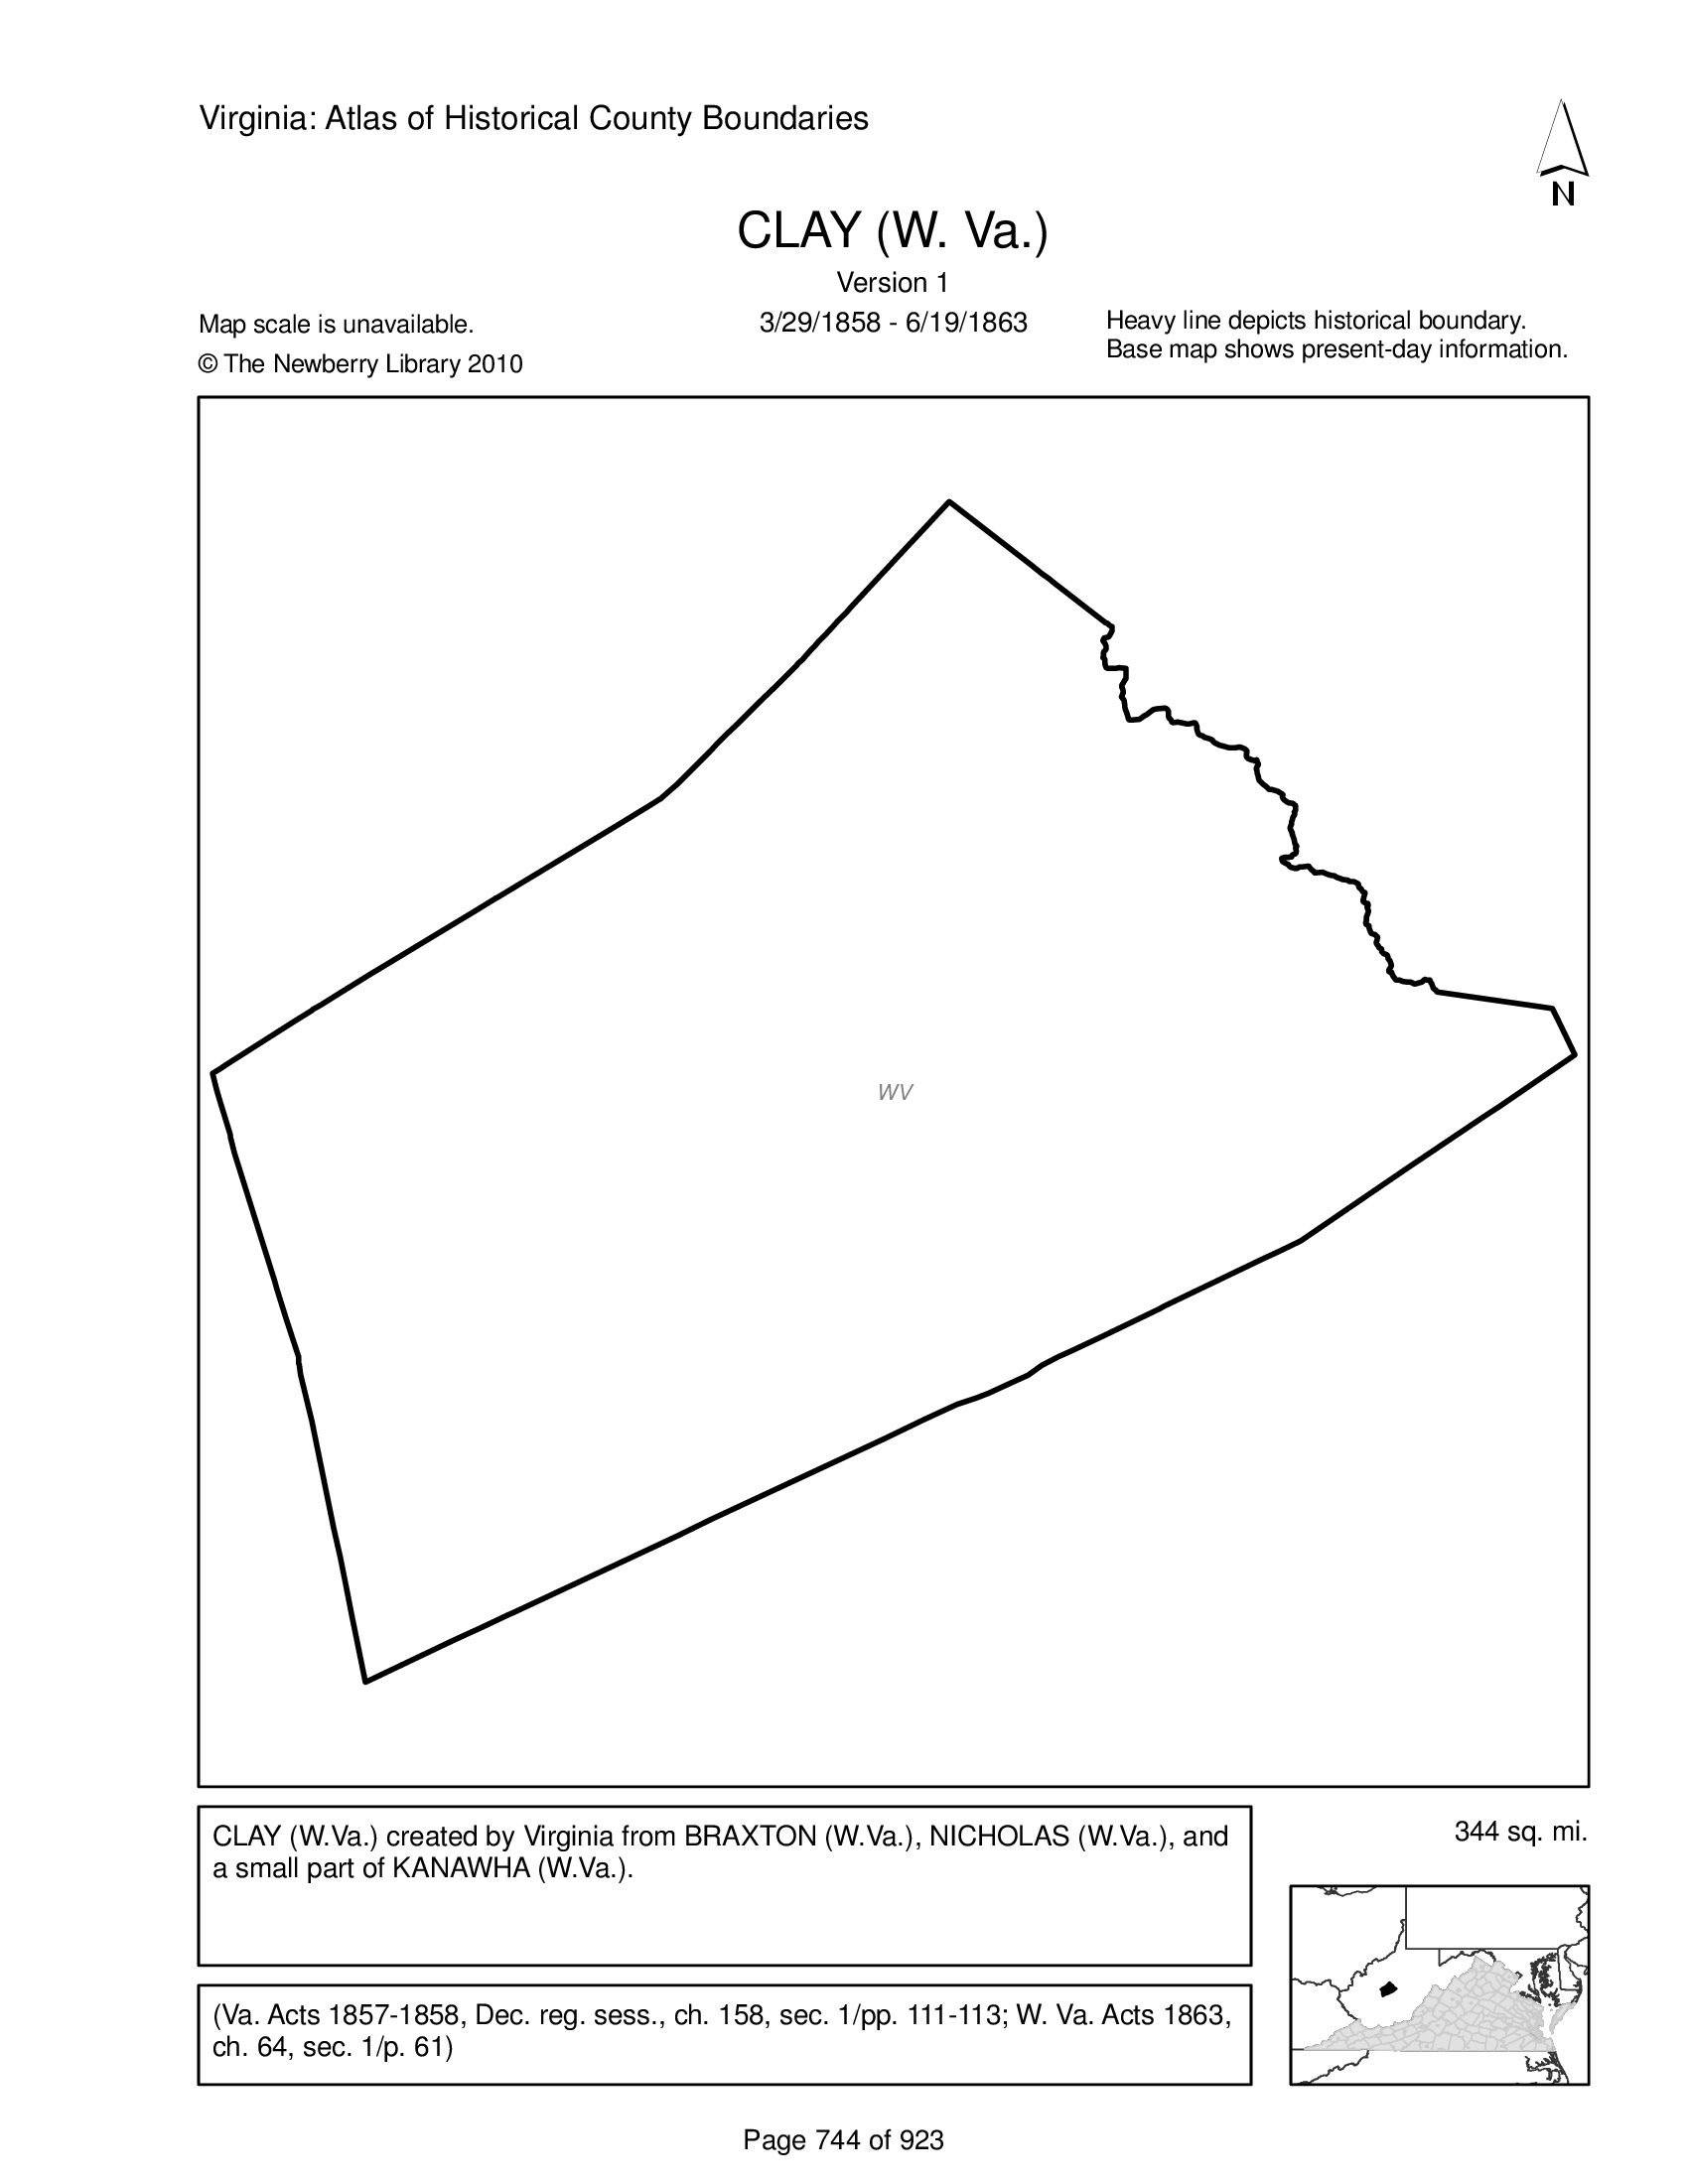 Virginia: Atlas of Historical County Boundaries
N
CLAY (W. Va.)
Version 1
3/29/1858 - 6/19/1863
Map scale is unavailable.
© The Newberry Library 2010
Heavy line depicts historical boundary.
Base map shows present-day information.
WV
CLAY (W.Va.) created by Virginia from BRAXTON (W.Va.), NICHOLAS (W.Va.), and
a small part of KANAWHA (W.Va.).
344 sq. mi.
(Va. Acts 1857-1858, Dec. reg. sess., ch. 158, sec. 1/pp. 111-113; W. Va. Acts 1863,
ch. 64, sec. 1/p. 61)
Page 744 of 923